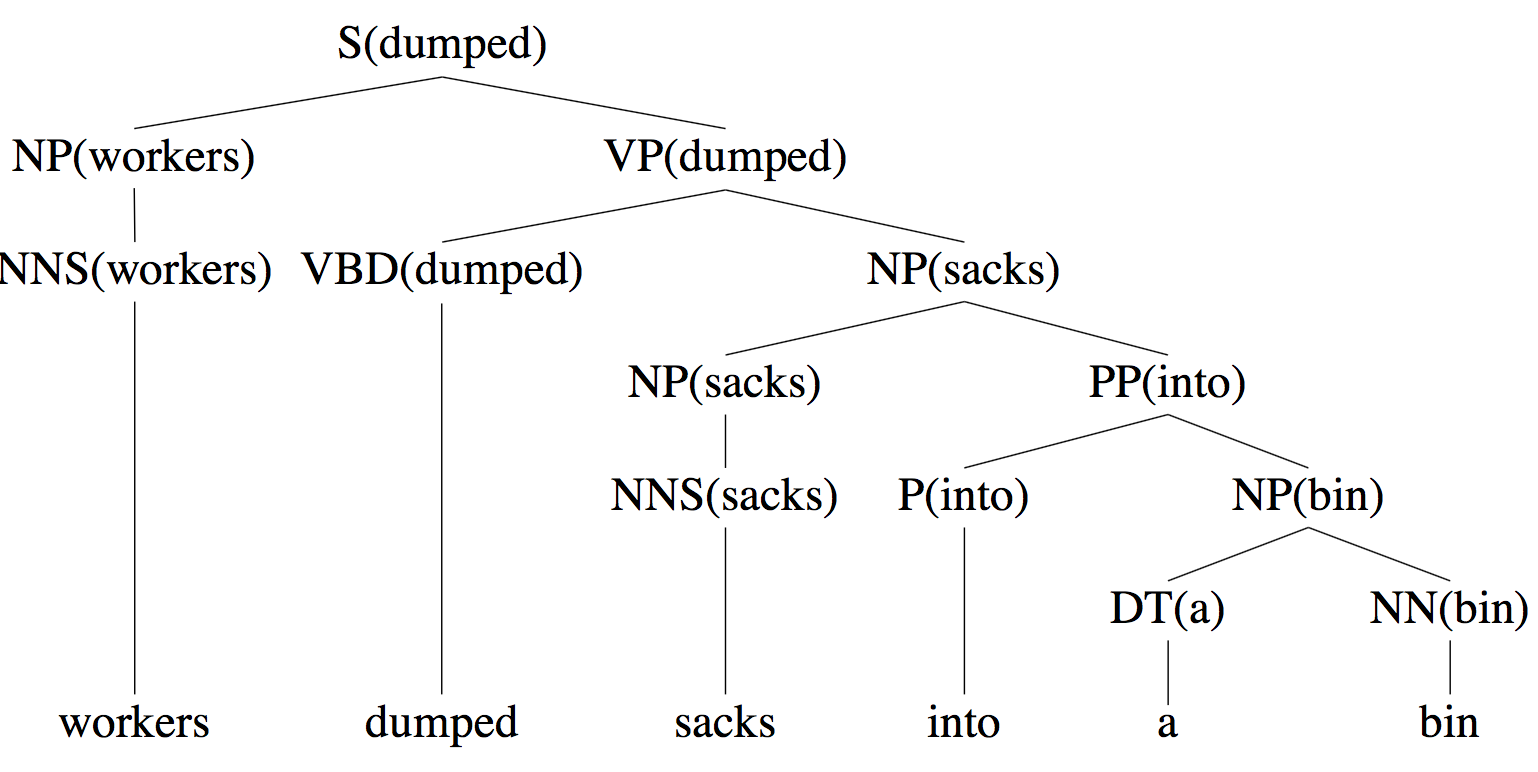 S(dumped)
NP(workers) VP(dumped)
NNS(workers) VBD(dumped) NP(sacks)
NP(sacks) PP(into)
NNS(sacks) P(into) NP(bin)
DT(a) NN(bin)
workers dumped sacks into a bin